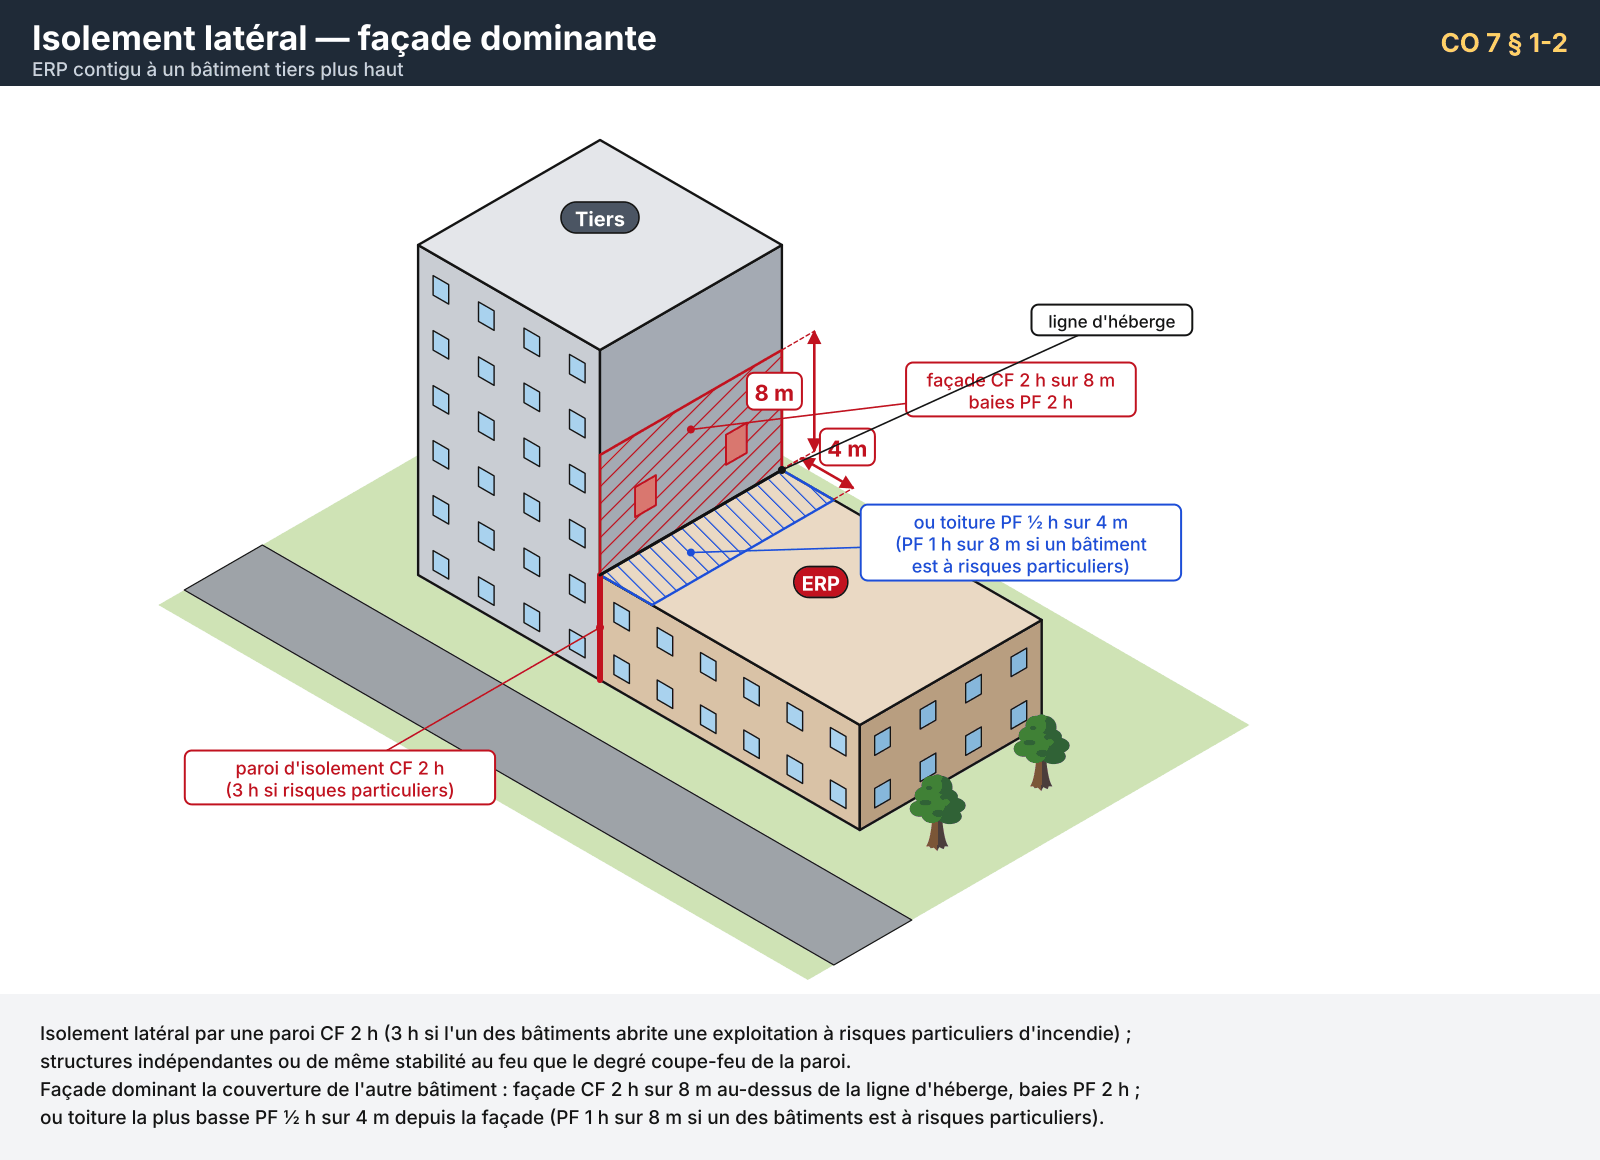 Isolement latéral — façade dominante
ERP contigu à un bâtiment tiers plus haut
CO 7 § 1-2
Tiers
ligne d'héberge
8 m
façade CF 2 h sur 8 m
baies PF 2 h
4 m
ou toiture PF ½ h sur 4 m
(PF 1 h sur 8 m si un bâtiment
est à risques particuliers)
ERP
paroi d'isolement CF 2 h
(3 h si risques particuliers)
Isolement latéral par une paroi CF 2 h (3 h si l'un des bâtiments abrite une exploitation à risques particuliers d'incendie) ;
structures indépendantes ou de même stabilité au feu que le degré coupe-feu de la paroi.
Façade dominant la couverture de l'autre bâtiment : façade CF 2 h sur 8 m au-dessus de la ligne d'héberge, baies PF 2 h ;
ou toiture la plus basse PF ½ h sur 4 m depuis la façade (PF 1 h sur 8 m si un des bâtiments est à risques particuliers).